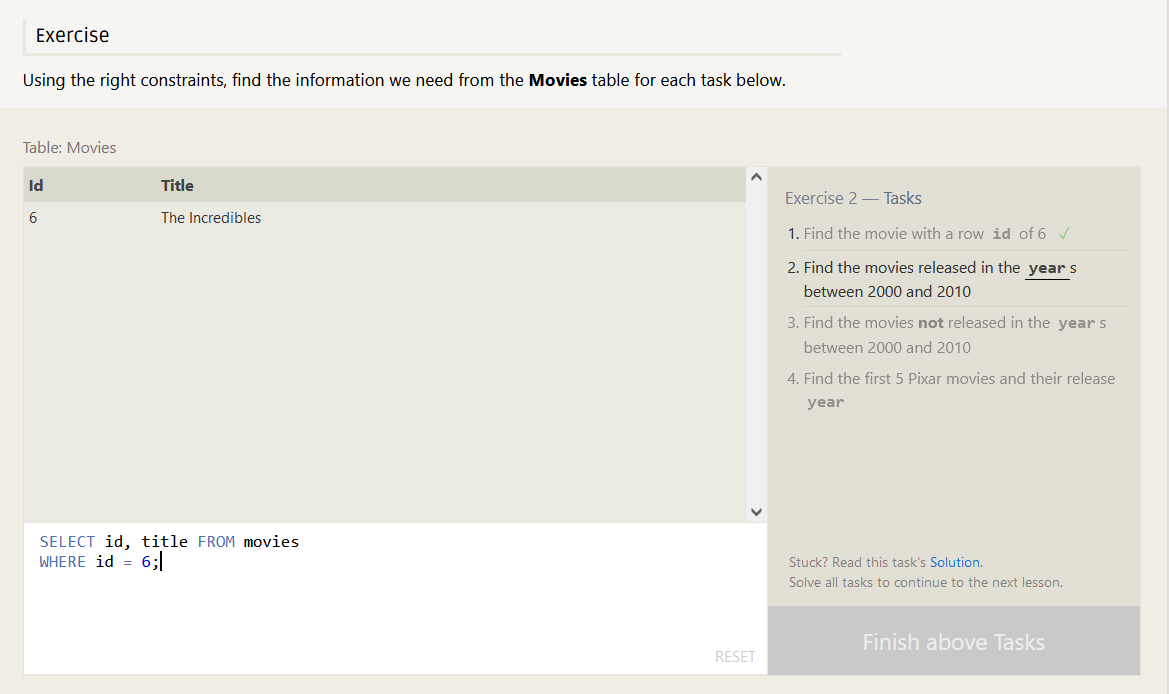 Exercise
Using the right constraints, find the information we need from the Movies table for each task below.
Table: Movies
Id Title
6 The Incredibles
SELECT id, title FROM movies
WHERE id = 6;
RESET
Exercise 2 — Tasks
1. Find the movie with a row id of 6 ✓
2. Find the movies released in the year s
between 2000 and 2010
3. Find the movies not released in the year s
between 2000 and 2010
4. Find the first 5 Pixar movies and their release
year
Stuck? Read this task's Solution.
Solve all tasks to continue to the next lesson.
Finish above Tasks